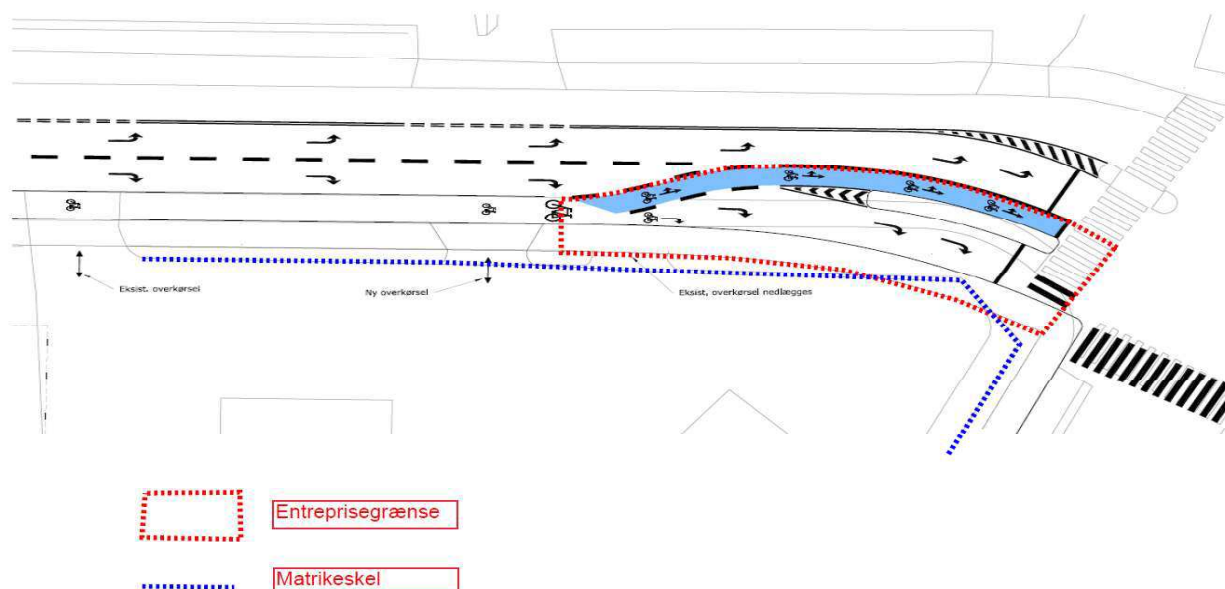 Eksist. overkørsel
Ny overkørsel
Eksist. overkørsel nedlægges
Entreprisegrænse
Matrikeskel